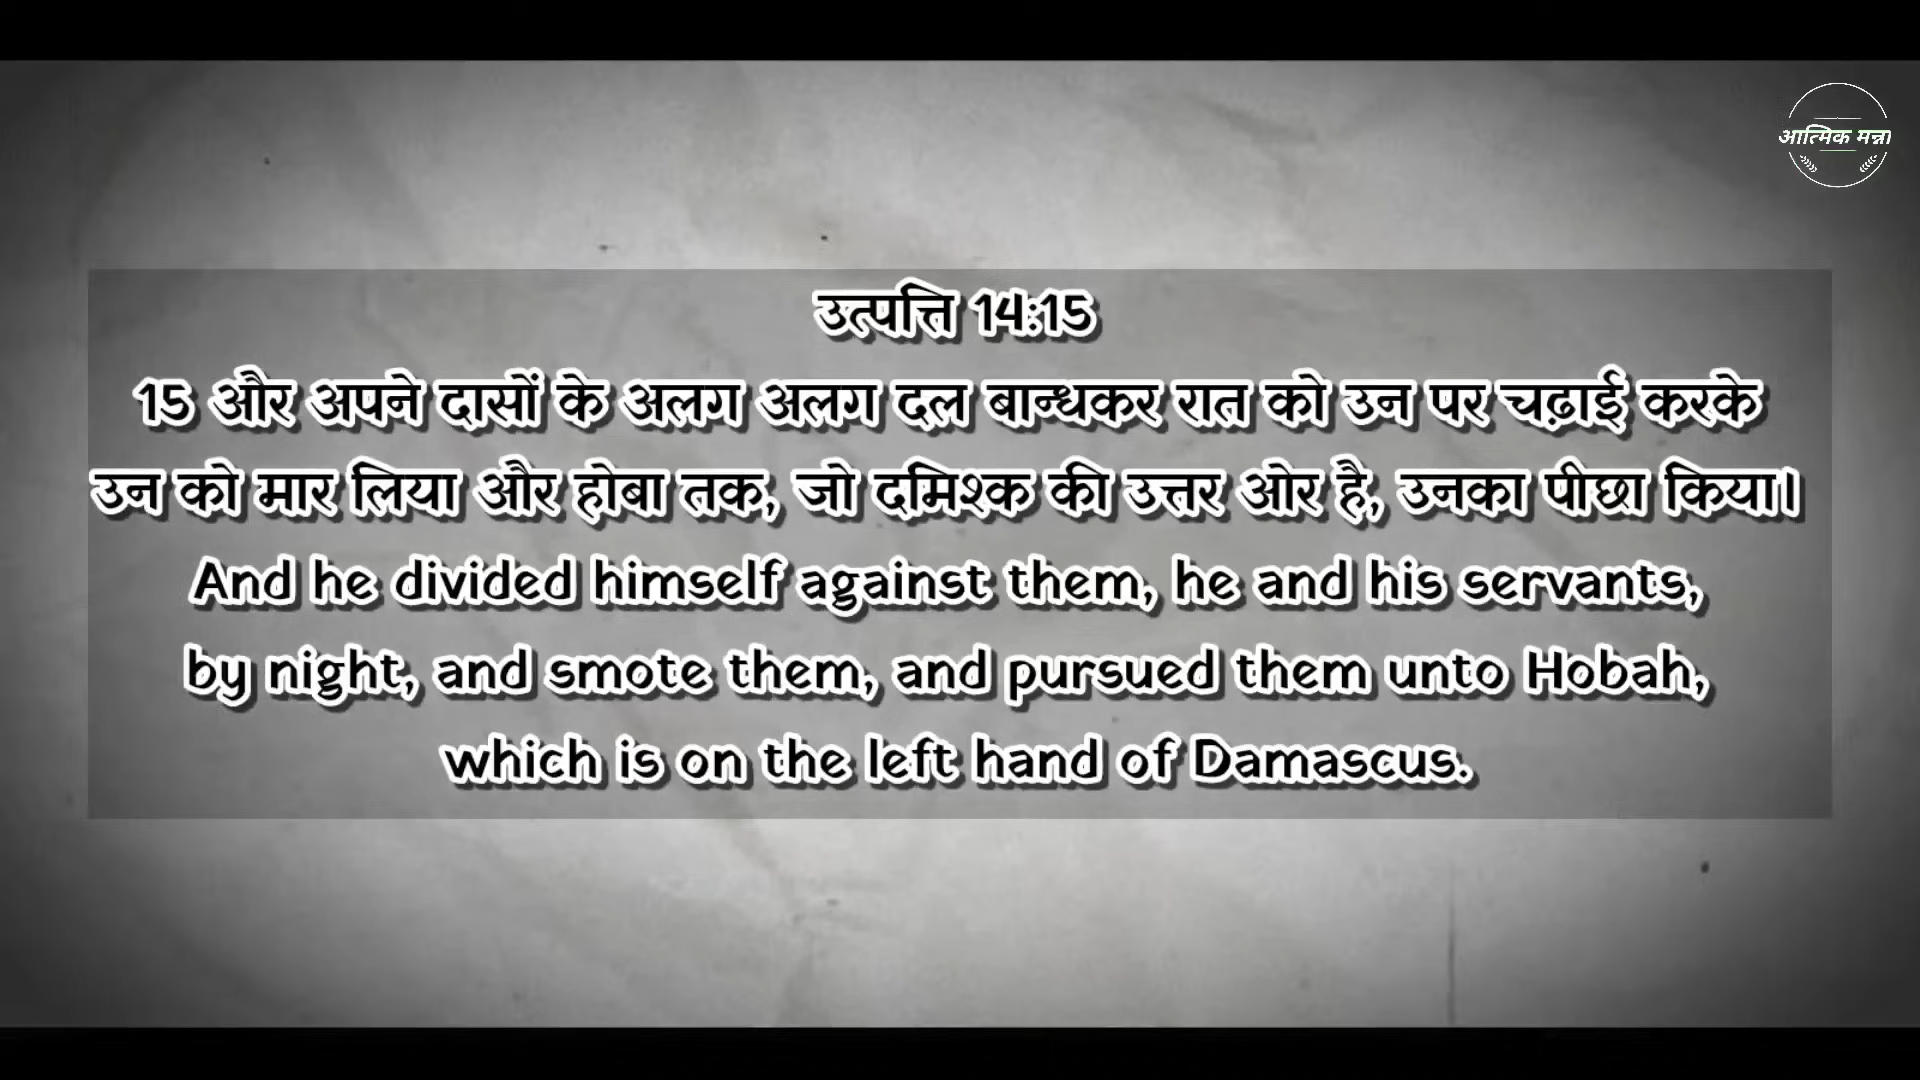 आत्मिक मन्ना
उत्पत्ति 14:15
15 और अपने दासों के अलग अलग दल बान्धकर रात को उन पर चढ़ाई करके
उन को मार लिया और होबा तक, जो दमिश्क की उत्तर ओर है, उनका पीछा किया।
And he divided himself against them, he and his servants,
by night, and smote them, and pursued them unto Hobah,
which is on the left hand of Damascus.